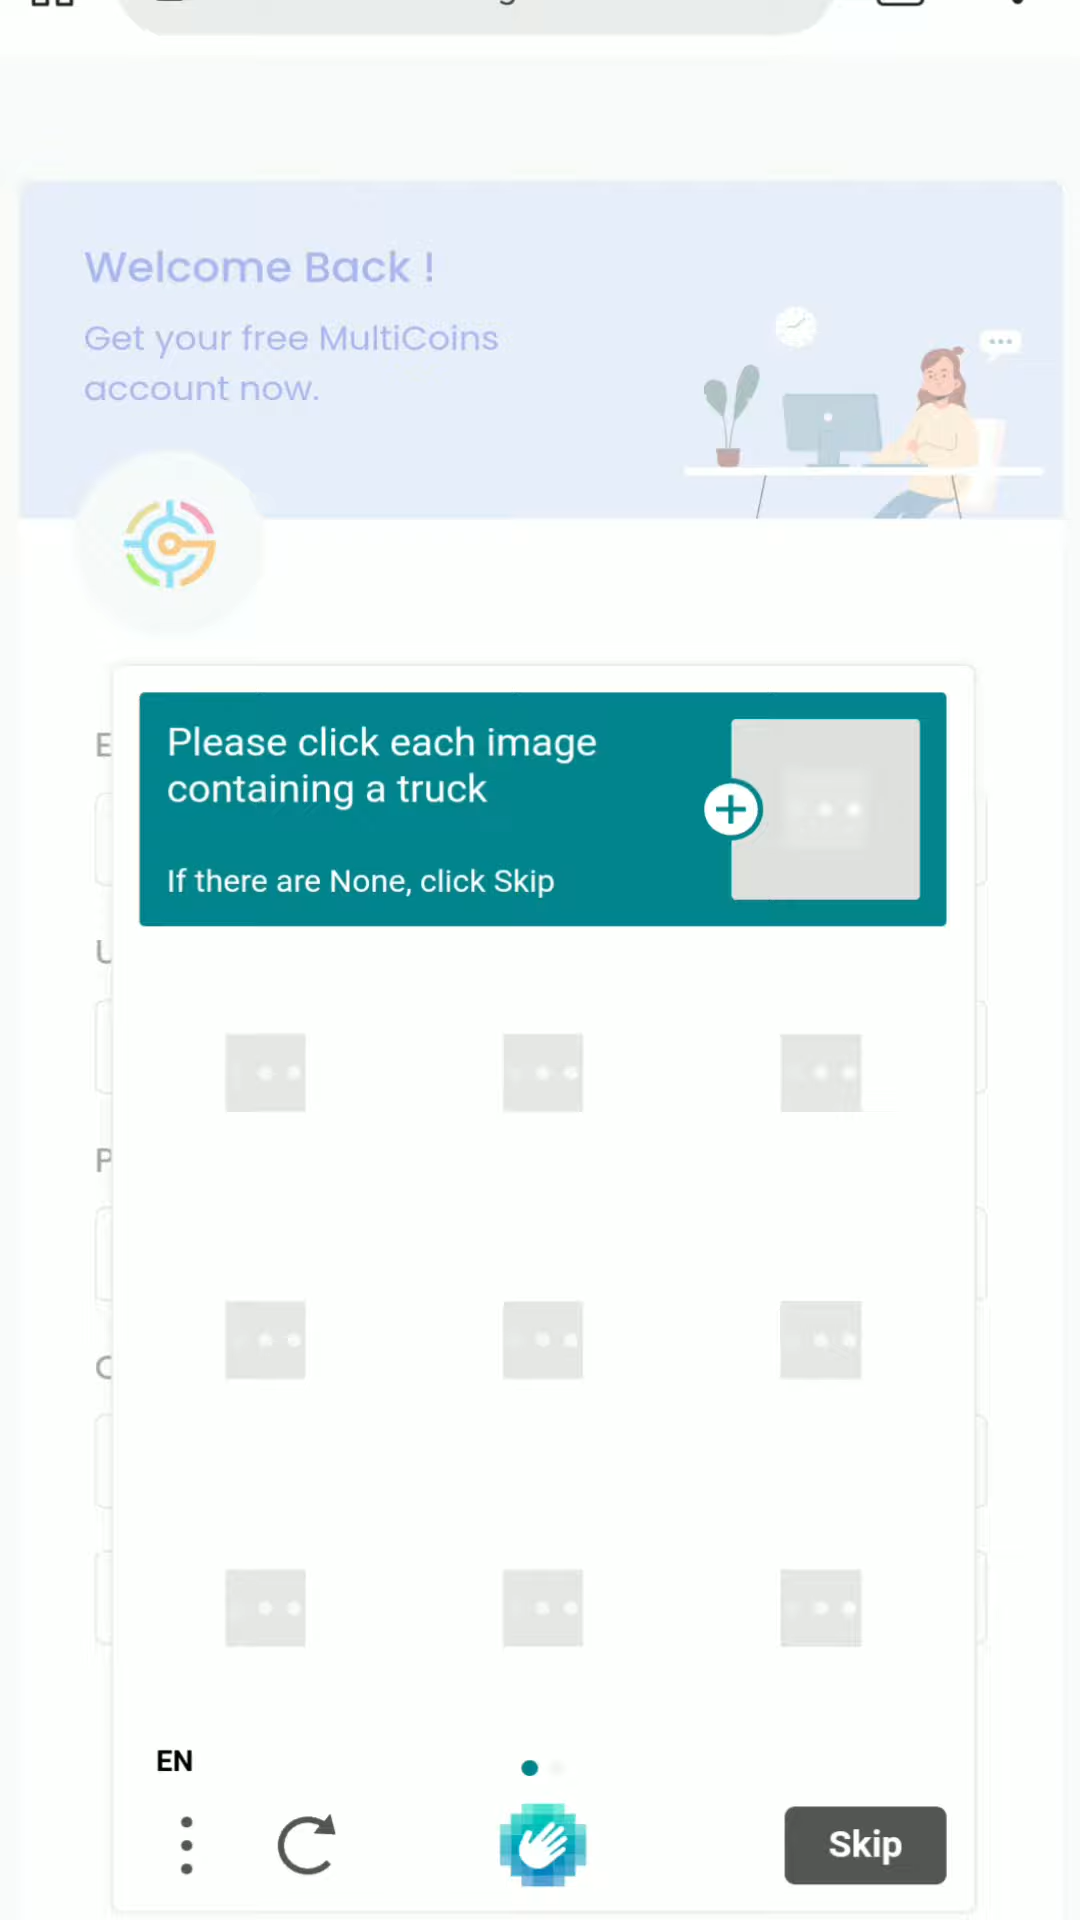 Welcome Back !
Get your free MultiCoins
account now.
Please click each image
containing a truck
If there are None, click Skip
E
U
P
C
EN
Skip